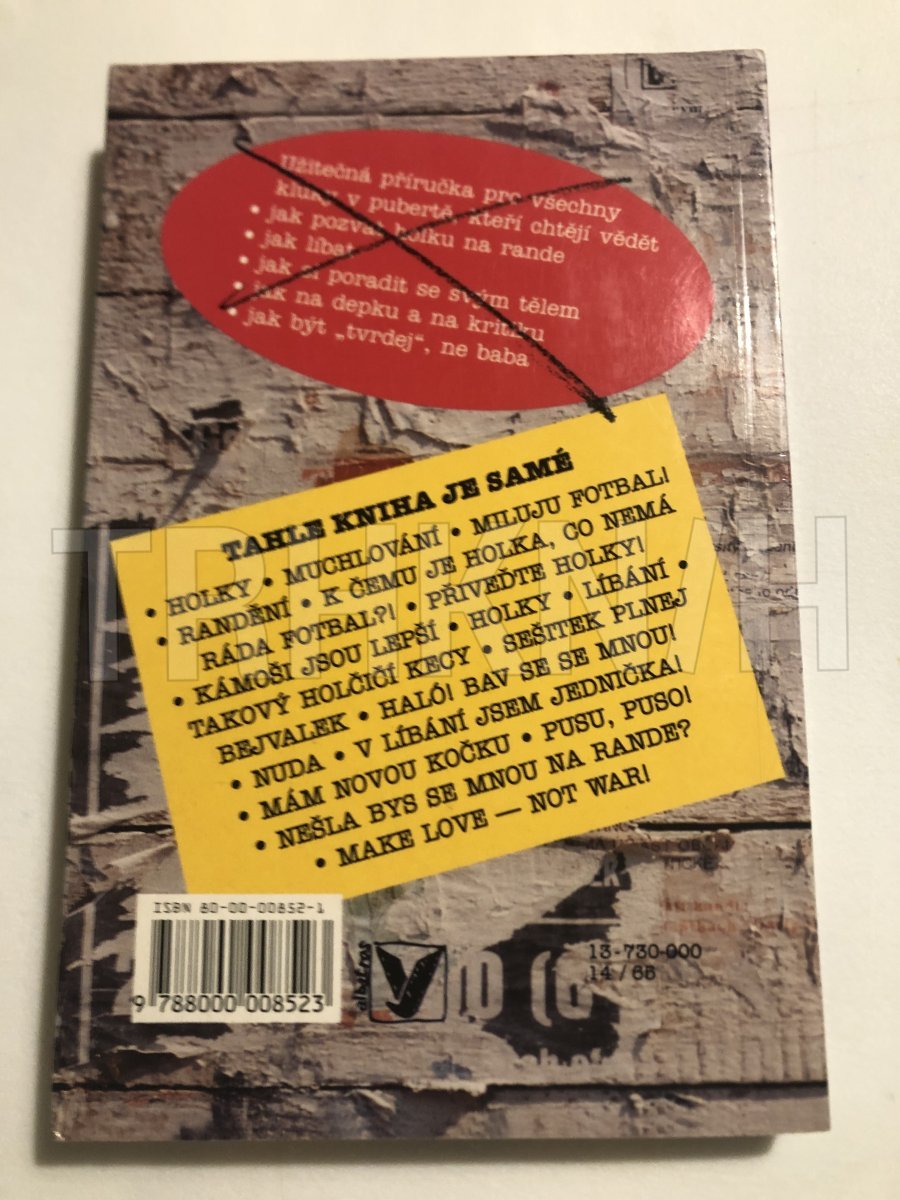 Užitečná příručka pro všechny
kluky v pubertě, kteří chtějí vědět
• jak pozvat holku na rande
• jak líbat
• jak si poradit se svým tělem
• jak na depku a na kritiku
• jak být „tvrdej“, ne baba
TAHLE KNIHA JE SAMÉ
• HOLKY • MUCHLOVÁNÍ • MILUJU FOTBAL!
• RANDĚNÍ • K ČEMU JE HOLKA, CO NEMÁ
RÁDA FOTBAL?! • PŘIVEĎTE HOLKY!
• KÁMOŠI JSOU LEPŠÍ • HOLKY • LÍBÁNÍ •
TAKOVÝ HOLČIČÍ KECY • SEŠITEK PLNEJ
BEJVALEK • HALÓ! BAV SE SE MNOU!
• NUDA • V LÍBÁNÍ JSEM JEDNIČKA!
• MÁM NOVOU KOČKU • PUSU, PUSO!
• NEŠLA BYS SE MNOU NA RANDE?
• MAKE LOVE — NOT WAR!
TRHKNIH
ISBN 80-00-00852-1
9 788000 008523
albatros
13-730-000
14/65